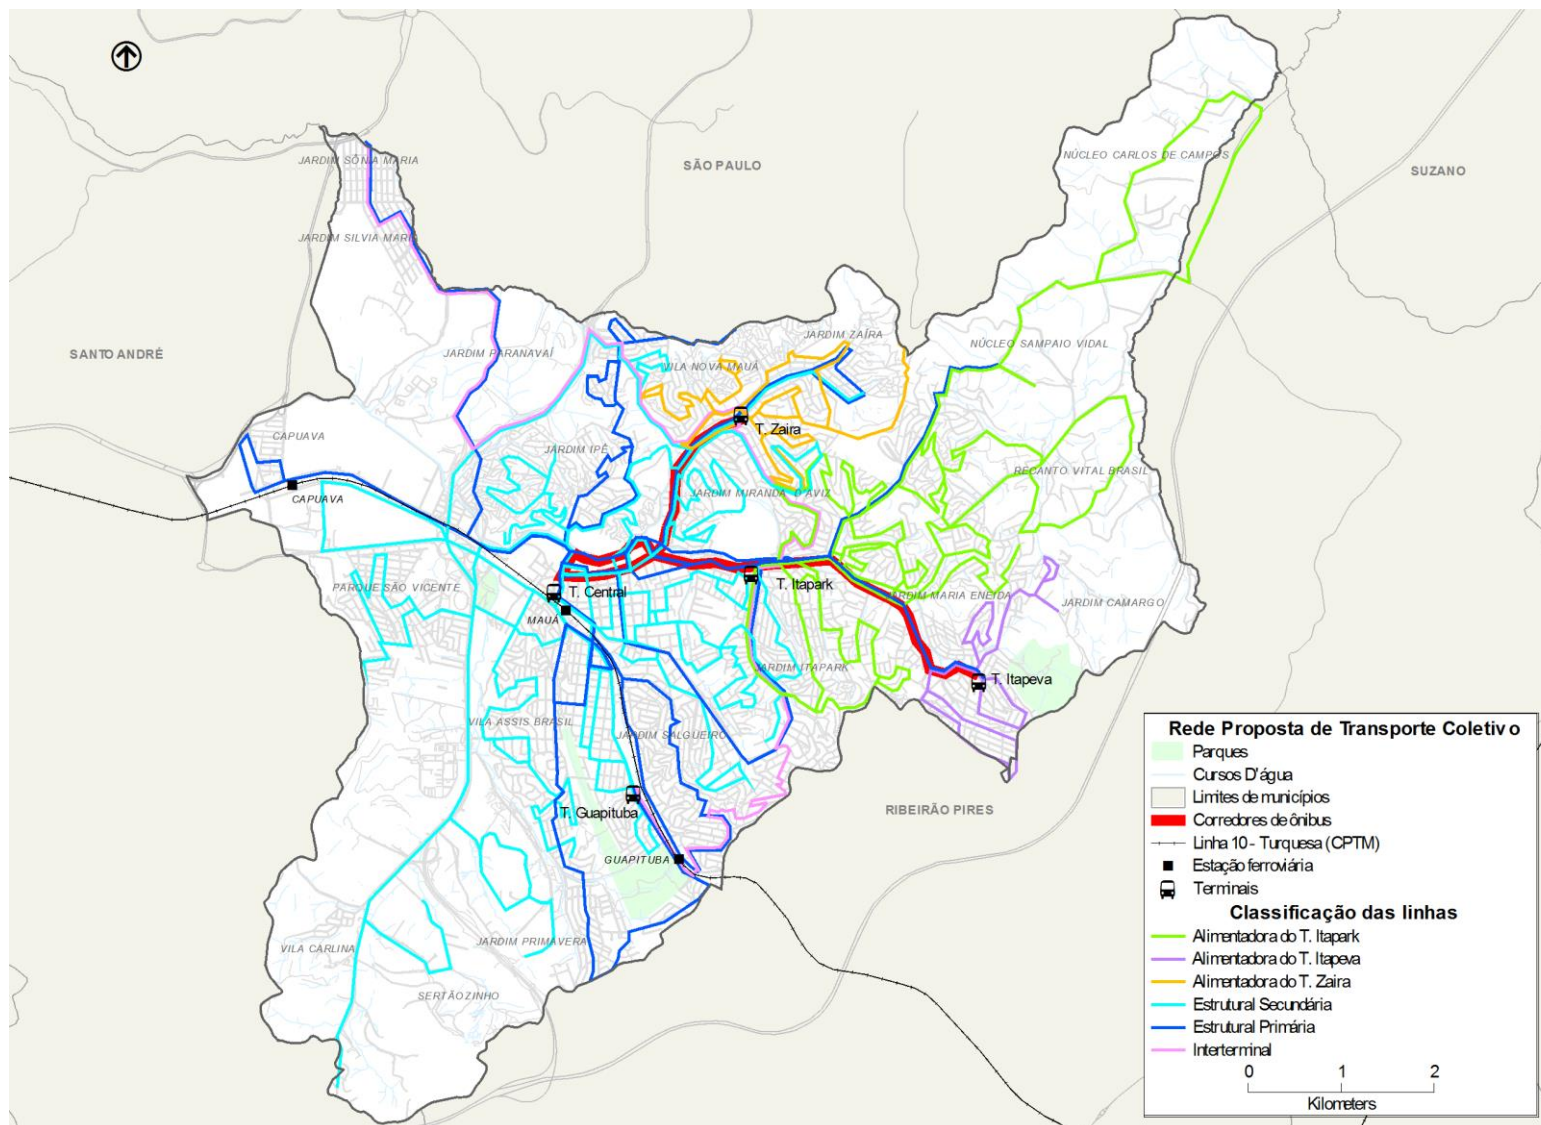 JARDIM SÔNIA MARIA
NÚCLEO CARLOS DE CAMPOS
SÃO PAULO
SUZANO
JARDIM SILVIA MARIA
JARDIM ZAÍRA
NÚCLEO SAMPAIO VIDAL
SANTO ANDRÉ
JARDIM PARANAVAÍ
VILA NOVA MAUÁ
T. Zaira
CAPUAVA
JARDIM IPÊ
RECANTO VITAL BRASIL
CAPUAVA
JARDIM MIRANDA D'AVIZ
PARQUE SÃO VICENTE
T. Central
T. Itapark
JARDIM MARIA ENEIDA
JARDIM CAMARGO
MAUÁ
JARDIM ITAPARK
T. Itapeva
VILA ASSIS BRASIL
JARDIM SALGUEIRO
T. Guapituba
RIBEIRÃO PIRES
GUAPITUBA
VILA CARLINA
JARDIM PRIMAVERA
SERTÃOZINHO
Rede Proposta de Transporte Coletivo
Parques
Cursos D'água
Limites de municípios
Corredores de ônibus
Linha 10 - Turquesa (CPTM)
Estação ferroviária
Terminais
Classificação das linhas
Alimentadora do T. Itapark
Alimentadora do T. Itapeva
Alimentadora do T. Zaira
Estrutural Secundária
Estrutural Primária
Interterminal
0 1 2
Kilometers